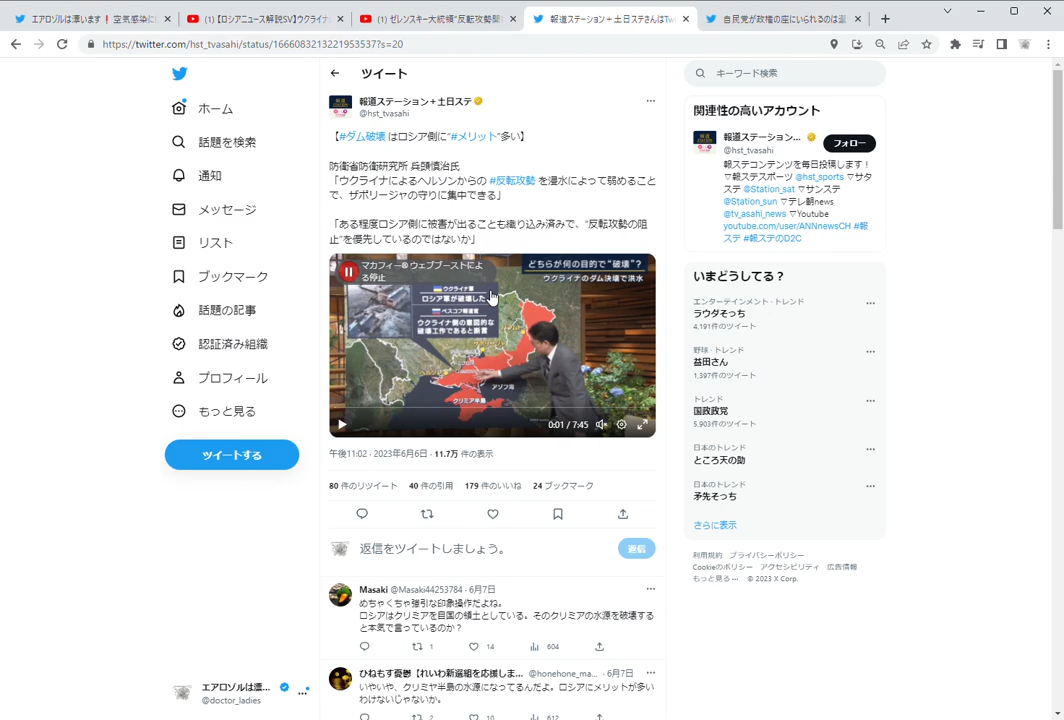 エアロゾルは漂います！空気感染に
(1)【ロシアニュース解説SV】ウクライナ
(1) ゼレンスキー大統領"反転攻勢
報道ステーション＋土日ステさんはTw
自民党が政権の座にいられるのは
https://twitter.com/hst_tvasahi/status/1666083213221953537?s=20
ツイート
キーワード検索
ホーム
話題を検索
通知
メッセージ
リスト
ブックマーク
話題の記事
認証済み組織
プロフィール
もっと見る
ツイートする
エアロゾルは漂...
@doctor_ladies
報道ステーション＋土日ステ
@hst_tvasahi
【#ダム破壊 はロシア側に"#メリット"多い】
防衛省防衛研究所 兵頭慎治氏
「ウクライナによるヘルソンからの #反転攻勢 を浸水によって弱めること
で、ザポリージャの守りに集中できる」
「ある程度ロシア側に被害が出ることも織り込み済みで、"反転攻勢の阻
止"を優先しているのではないか」
マカフィー® ウェブブーストによ
る停止
どちらが何の目的で"破壊"？
ウクライナのダム決壊で洪水
ウクライナ軍
ロシア軍が破壊した
ペスコフ報道官
ウクライナ側の意図的な
破壊工作であると断言
アゾフ海
クリミア半島
0:01 / 7:45
午後11:02 · 2023年6月6日 · 11.7万 件の表示
80 件のリツイート 40 件の引用 179 件のいいね 24 ブックマーク
返信をツイートしましょう。
返信
Masaki @Masaki44253784 · 6月7日
めちゃくちゃ強引な印象操作だよね。
ロシアはクリミアを自国の領土としている。そのクリミアの水源を破壊する
と本気で言っているのか？
1 14 604
ひねもす憂鬱【れいわ新選組を応援しま... @honehone_ma... · 6月7日
いやいや、クリミヤ半島の水源になってるんだよ。ロシアにメリットが多い
わけないじゃないか。
2 10 612
関連性の高いアカウント
報道ステーション...
@hst_tvasahi
フォロー
報ステコンテンツを毎日投稿します！
▽報ステスポーツ @hst_sports ▽サタ
ステ @Station_sat ▽サンステ
@Station_sun ▽テレ朝news
@tv_asahi_news ▽Youtube
youtube.com/user/ANNnewsCH #報
ステ #報ステのD2C
いまどうしてる？
エンターテインメント · トレンド
ラウダそっち
4,191件のツイート
野球 · トレンド
益田さん
1,397件のツイート
トレンド
国政政党
5,903件のツイート
日本のトレンド
ところ天の助
日本のトレンド
矛先そっち
さらに表示
利用規約 プライバシーポリシー
Cookieのポリシー アクセシビリティ 広告情報
もっと見る ··· © 2023 X Corp.